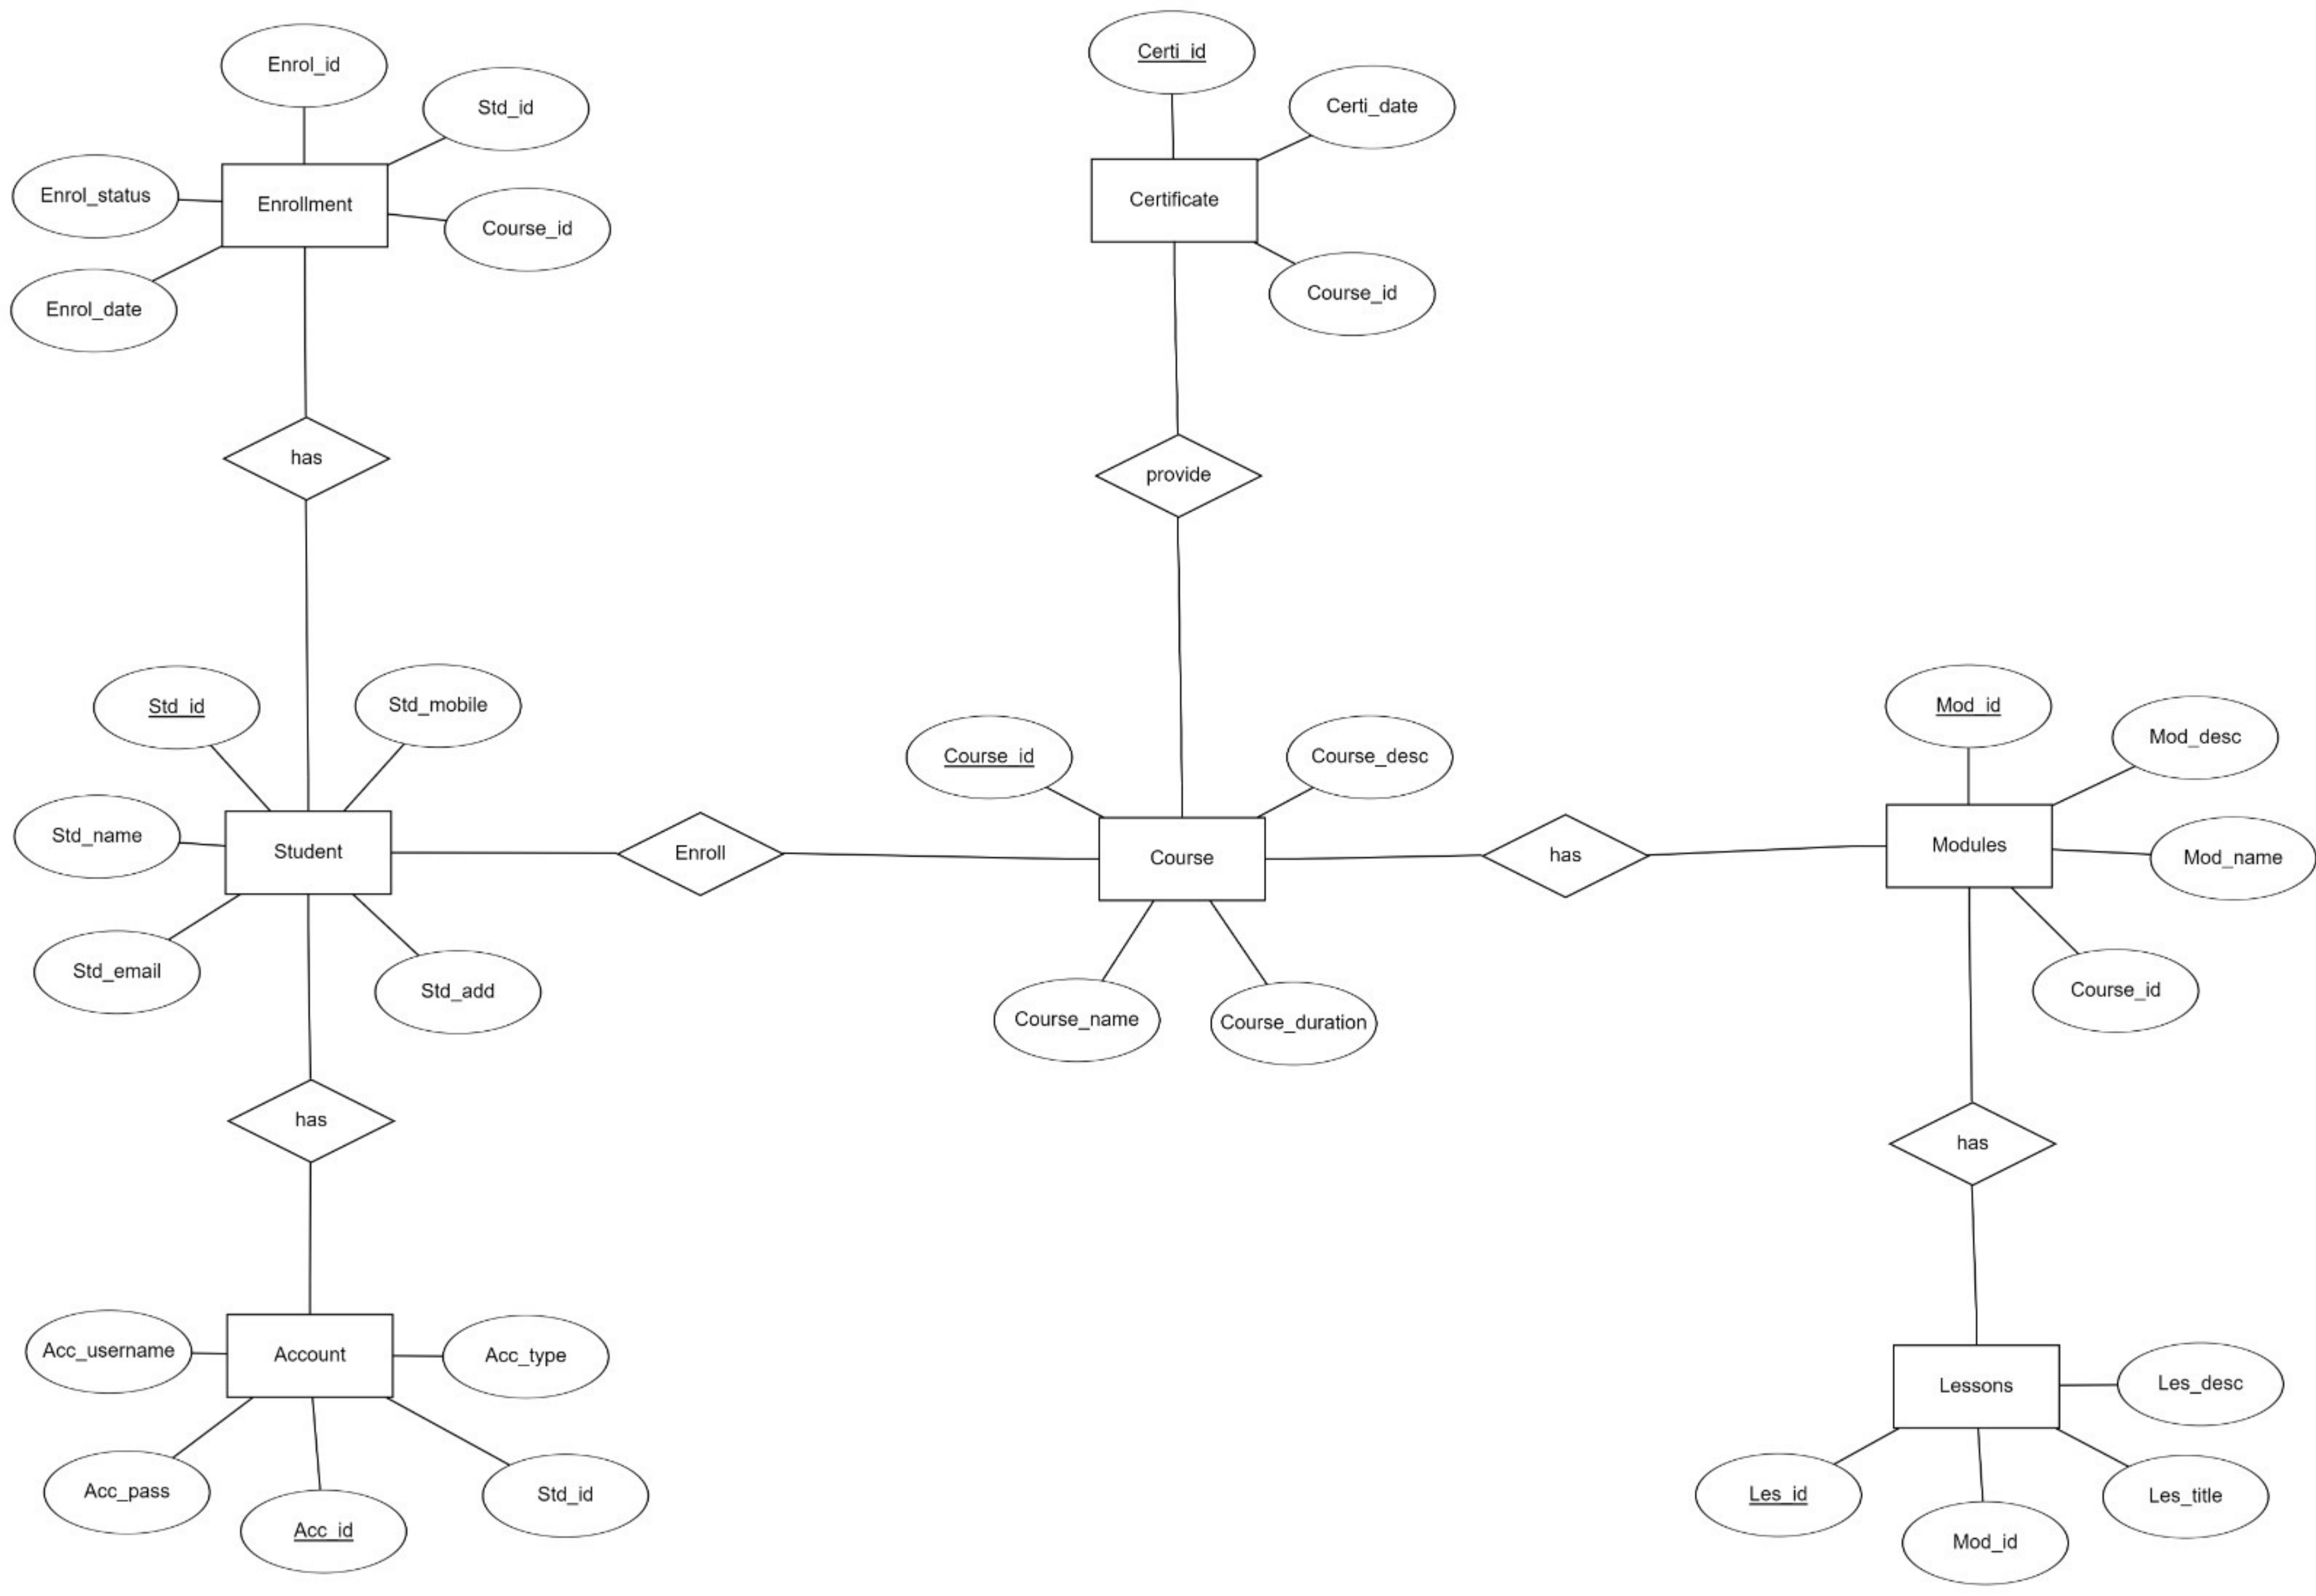 Enrol_id
Std_id
Enrol_status
Enrollment
Course_id
Enrol_date
has
Certi_id
Certi_date
Certificate
Course_id
provide
Std_id
Std_mobile
Std_name
Student
Std_email
Std_add
Enroll
Course_id
Course_desc
Course
Course_name
Course_duration
has
Mod_id
Mod_desc
Modules
Mod_name
Course_id
has
Acc_username
Account
Acc_type
Acc_pass
Acc_id
Std_id
has
Lessons
Les_desc
Les_id
Mod_id
Les_title